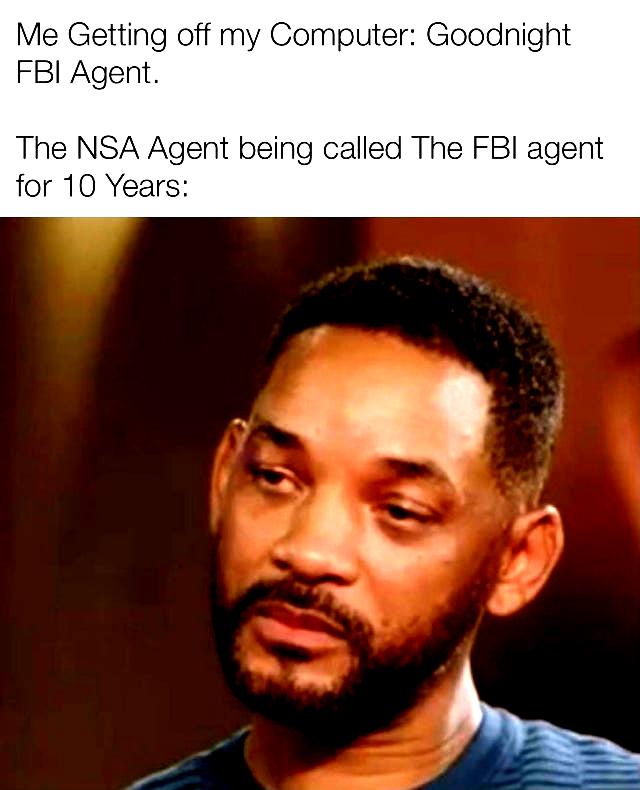 Me Getting off my Computer: Goodnight
FBI Agent.
The NSA Agent being called The FBI agent
for 10 Years: